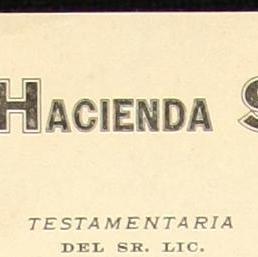 HACIENDA S
TESTAMENTARIA
DEL SR. LIC.